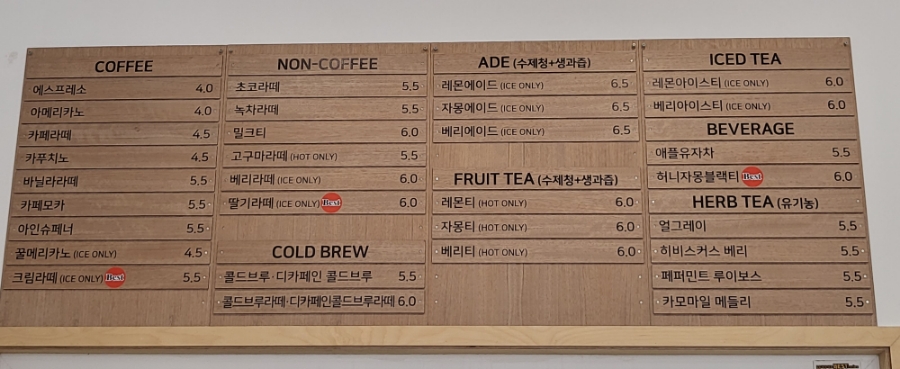 COFFEE
에스프레소 4.0
아메리카노 4.0
카페라떼 4.5
카푸치노 4.5
바닐라라떼 5.5
카페모카 5.5
아인슈페너 5.5
꿀메리카노 (ICE ONLY) 4.5
크림라떼 (ICE ONLY) Best 5.5
NON-COFFEE
초코라떼 5.5
녹차라떼 5.5
밀크티 6.0
고구마라떼 (HOT ONLY) 5.5
베리라떼 (ICE ONLY) 6.0
딸기라떼 (ICE ONLY) Best 6.0
COLD BREW
콜드브루·디카페인 콜드브루 5.5
콜드브루라떼·디카페인콜드브루라떼 6.0
ADE (수제청+생과즙)
레몬에이드 (ICE ONLY) 6.5
자몽에이드 (ICE ONLY) 6.5
베리에이드 (ICE ONLY) 6.5
FRUIT TEA (수제청+생과즙)
레몬티 (HOT ONLY) 6.0
자몽티 (HOT ONLY) 6.0
베리티 (HOT ONLY) 6.0
ICED TEA
레몬아이스티 (ICE ONLY) 6.0
베리아이스티 (ICE ONLY) 6.0
BEVERAGE
애플유자차 5.5
허니자몽블랙티 Best 6.0
HERB TEA (유기농)
얼그레이 5.5
히비스커스 베리 5.5
페퍼민트 루이보스 5.5
카모마일 메들리 5.5